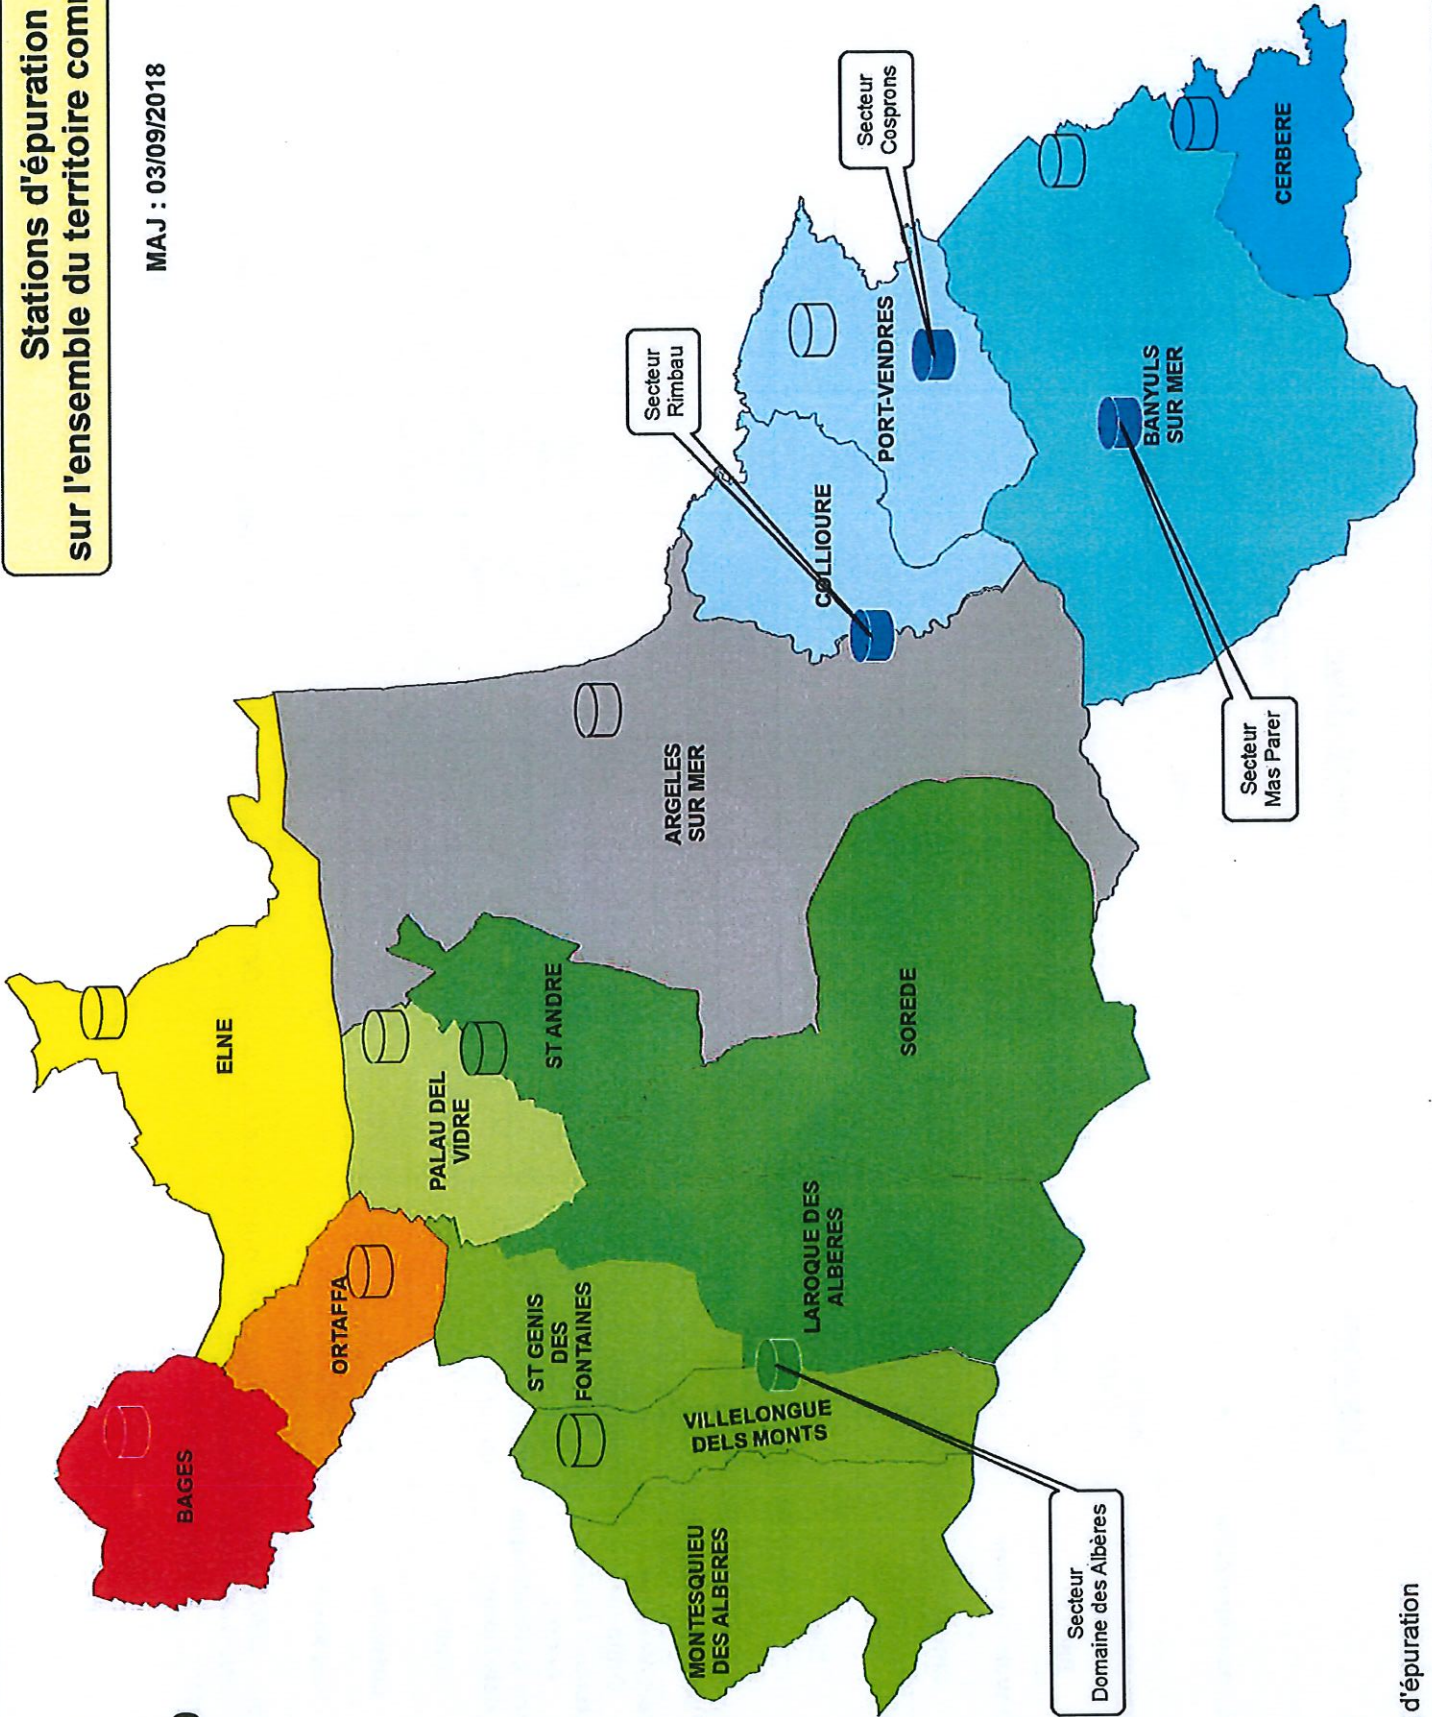 Stations d'épuration
sur l'ensemble du territoire com
MAJ : 03/09/2018
BAGES
ELNE
ORTAFFA
PALAU DEL
VIDRE
ST ANDRE
ST GENIS
DES
FONTAINES
VILLELONGUE
DELS MONTS
MONTESQUIEU
DES ALBERES
LAROQUE DES
ALBERES
SOREDE
ARGELES
SUR MER
COLLIOURE
PORT-VENDRES
BANYULS
SUR MER
CERBERE
Secteur
Rimbau
Secteur
Cosprons
Secteur
Mas Parer
Secteur
Domaine des Albères
d'épuration